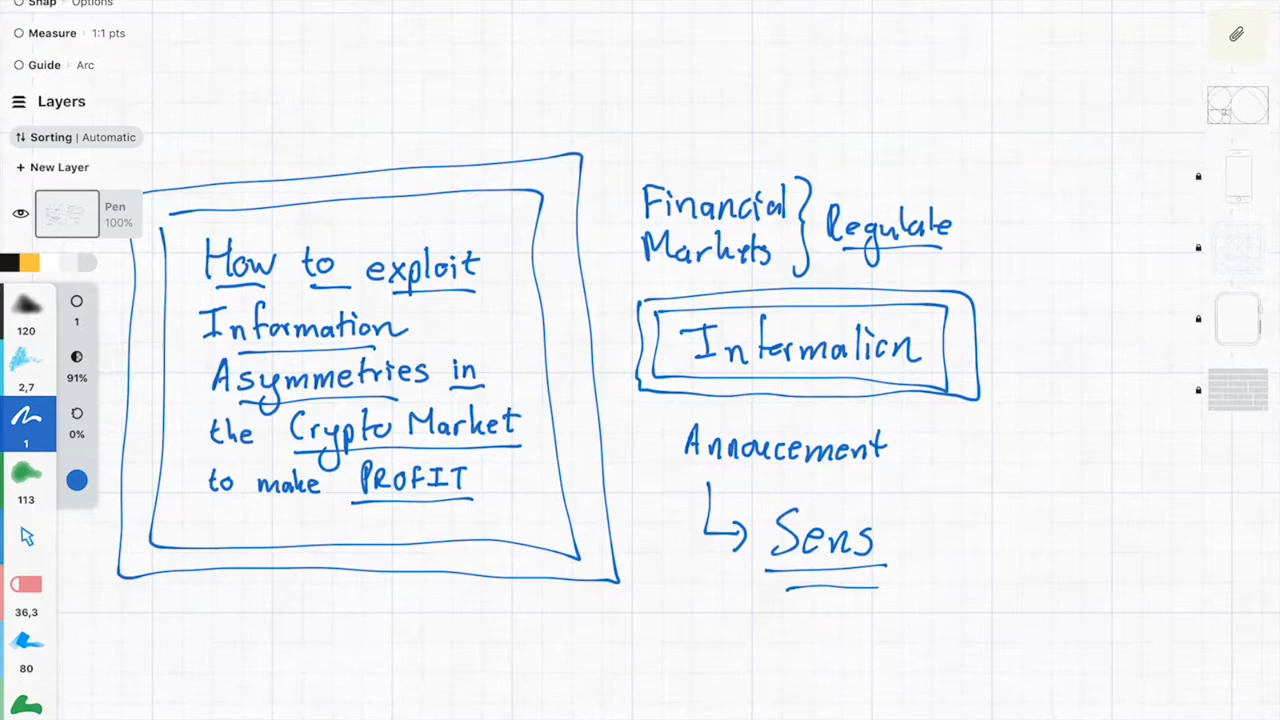 Snap Options
Measure 1:1 pts
Guide Arc
Layers
Sorting | Automatic
+ New Layer
Pen
100%
120
2,7
1
113
36,3
80
1
91%
0%
How to exploit
Information
Asymmetries in
the Crypto Market
to make PROFIT
Financial
Markets } Regulate
Information
Annoucement
Sens